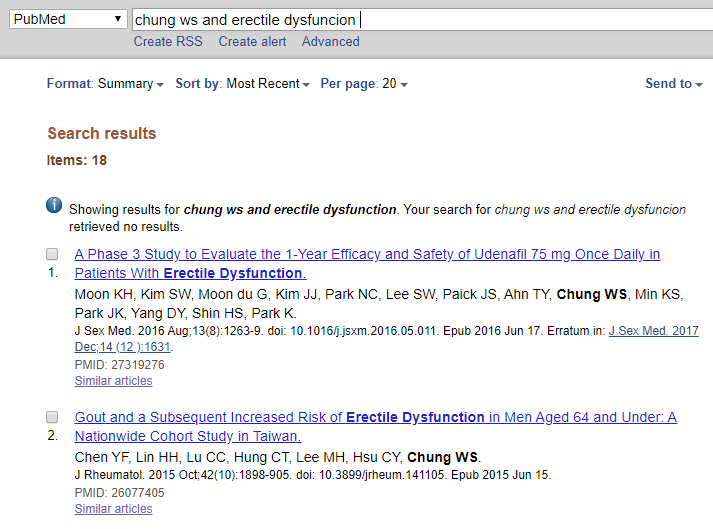 PubMed
chung ws and erectile dysfuncion
Create RSS Create alert Advanced
Format: Summary Sort by: Most Recent Per page: 20 Send to
Search results
Items: 18
Showing results for chung ws and erectile dysfunction. Your search for chung ws and erectile dysfuncion
retrieved no results.
A Phase 3 Study to Evaluate the 1-Year Efficacy and Safety of Udenafil 75 mg Once Daily in
1. Patients With Erectile Dysfunction.
Moon KH, Kim SW, Moon du G, Kim JJ, Park NC, Lee SW, Paick JS, Ahn TY, Chung WS, Min KS,
Park JK, Yang DY, Shin HS, Park K.
J Sex Med. 2016 Aug;13(8):1263-9. doi: 10.1016/j.jsxm.2016.05.011. Epub 2016 Jun 17. Erratum in: J Sex Med. 2017
Dec;14 (12 ):1631.
PMID: 27319276
Similar articles
Gout and a Subsequent Increased Risk of Erectile Dysfunction in Men Aged 64 and Under: A
2. Nationwide Cohort Study in Taiwan.
Chen YF, Lin HH, Lu CC, Hung CT, Lee MH, Hsu CY, Chung WS.
J Rheumatol. 2015 Oct;42(10):1898-905. doi: 10.3899/jrheum.141105. Epub 2015 Jun 15.
PMID: 26077405
Similar articles